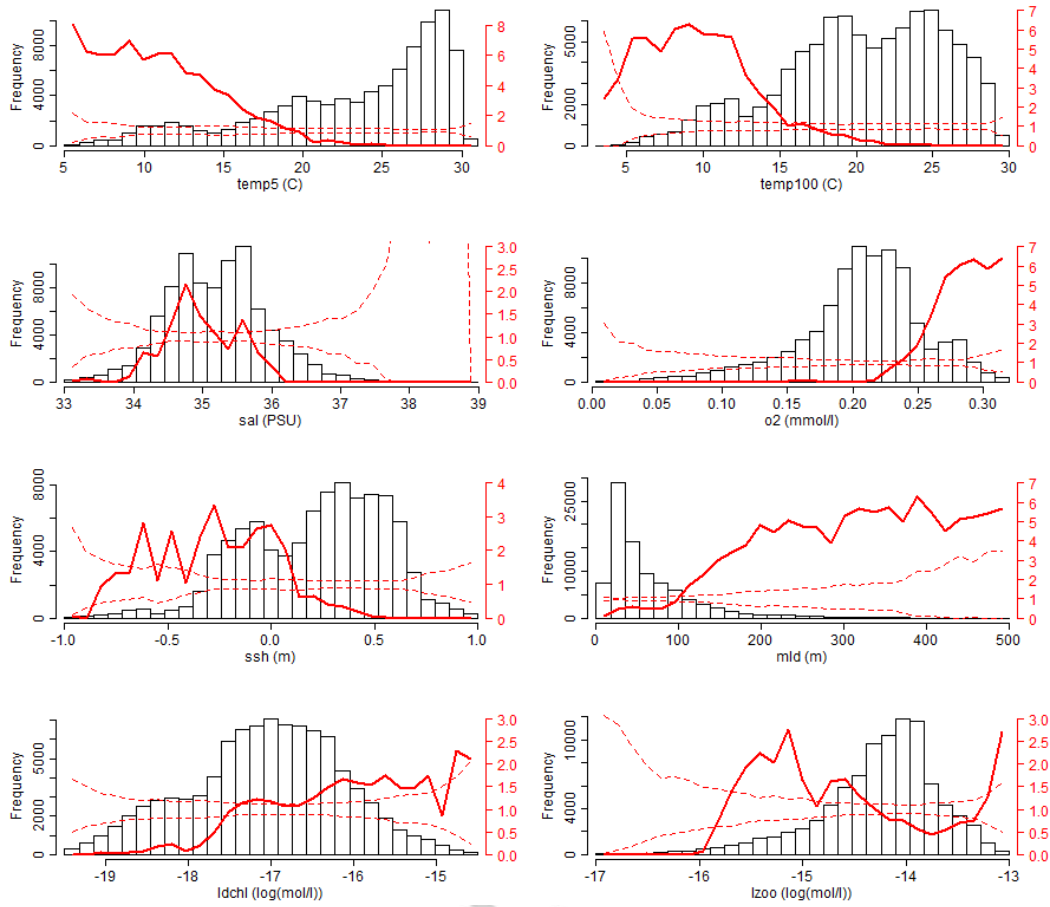 Frequency
0 4000 8000
0 2 4 6 8
5 10 15 20 25 30
temp5 (C)
Frequency
0 2000 5000
0 1 2 3 4 5 6 7
5 10 15 20 25 30
temp100 (C)
Frequency
0 4000 8000
0.0 0.5 1.0 1.5 2.0 2.5 3.0
33 34 35 36 37 38 39
sal (PSU)
Frequency
0 4000 8000
0 1 2 3 4 5 6 7
0.00 0.05 0.10 0.15 0.20 0.25 0.30
o2 (mmol/l)
Frequency
0 4000 8000
0 1 2 3 4
-1.0 -0.5 0.0 0.5 1.0
ssh (m)
Frequency
0 10000 25000
0 1 2 3 4 5 6 7
0 100 200 300 400 500
mld (m)
Frequency
0 2000 5000
0.0 0.5 1.0 1.5 2.0 2.5 3.0
-19 -18 -17 -16 -15
ldchl (log(mol/l))
Frequency
0 4000 10000
0.0 0.5 1.0 1.5 2.0 2.5 3.0
-17 -16 -15 -14 -13
lzoo (log(mol/l))